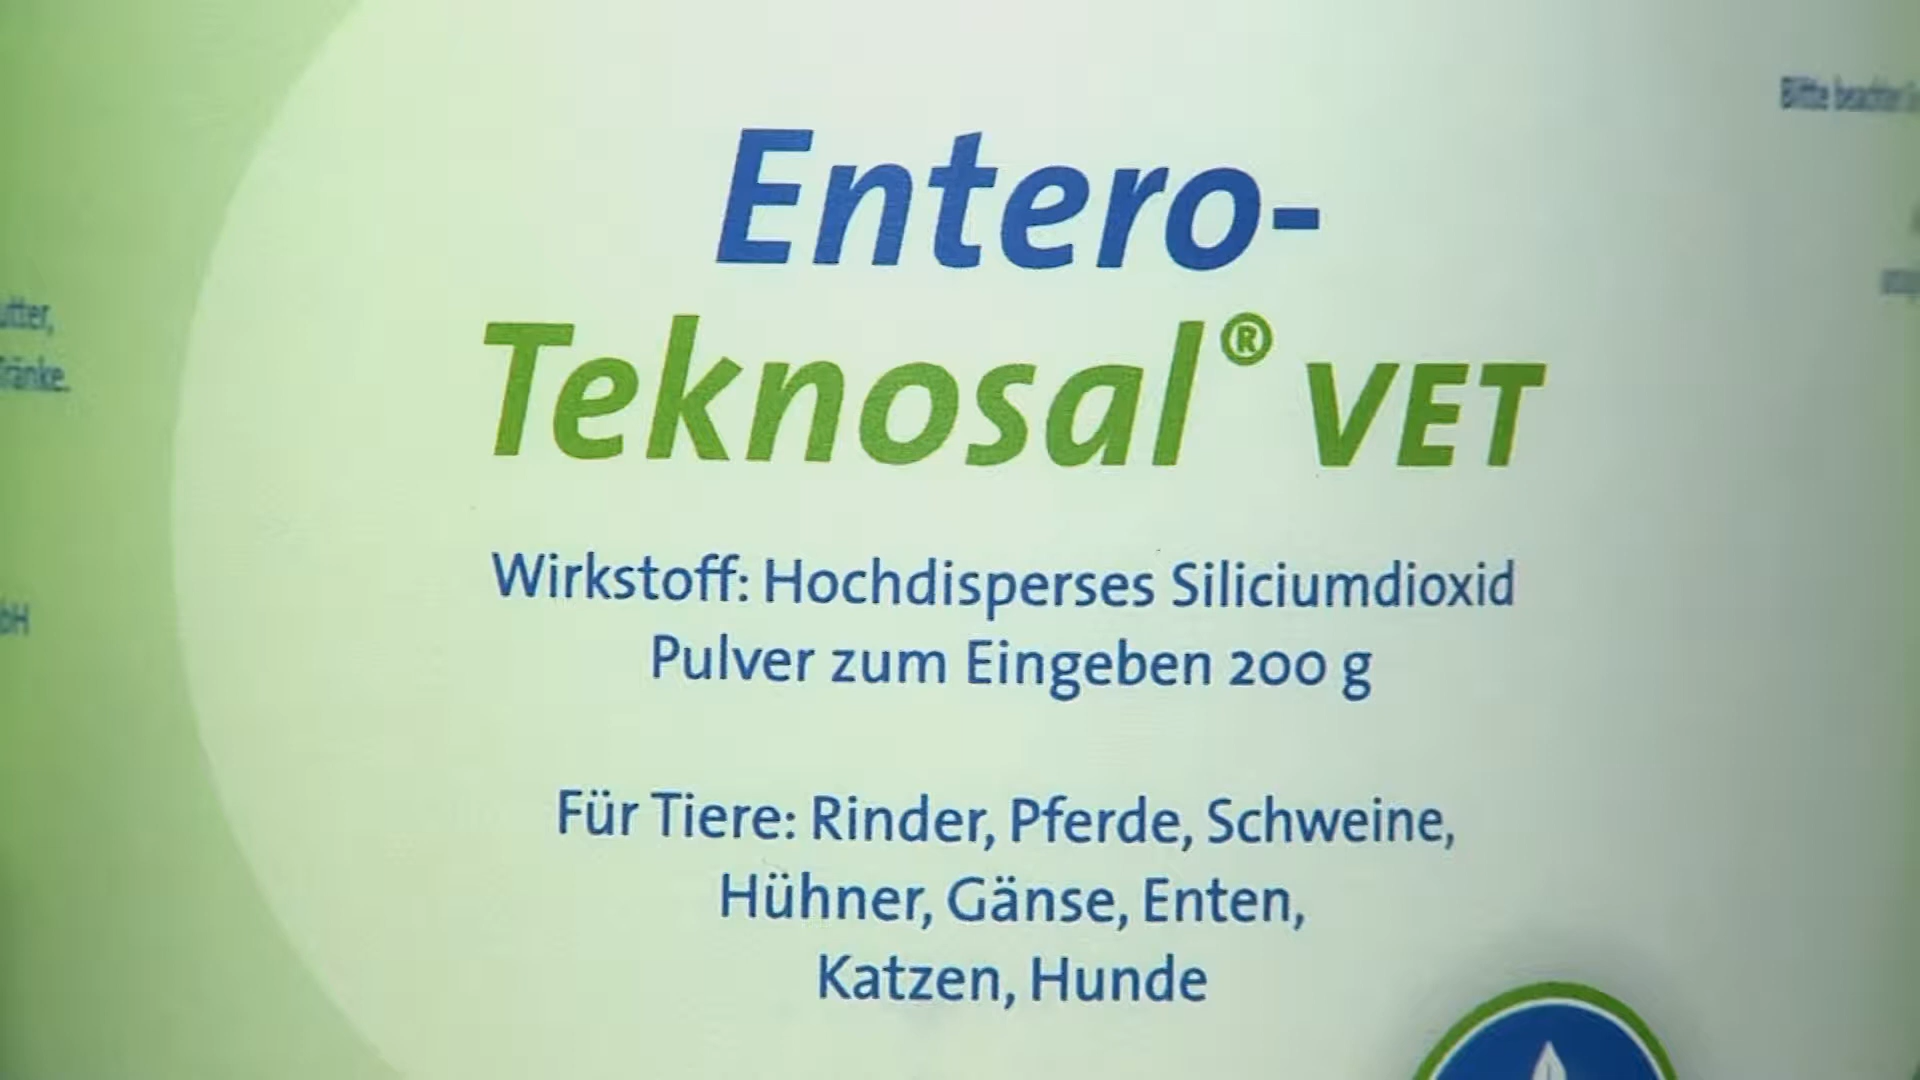 Entero-
Teknosal® VET
Wirkstoff: Hochdisperses Siliciumdioxid
Pulver zum Eingeben 200 g
Für Tiere: Rinder, Pferde, Schweine,
Hühner, Gänse, Enten,
Katzen, Hunde